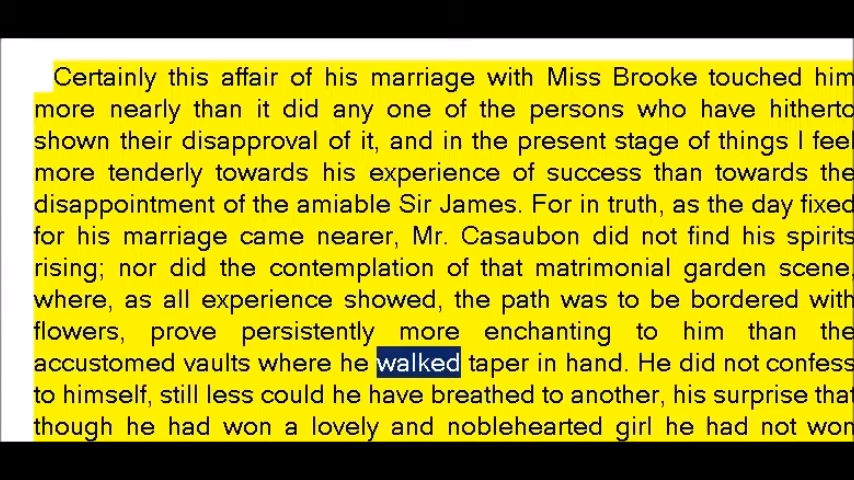 Certainly this affair of his marriage with Miss Brooke touched him
more nearly than it did any one of the persons who have hitherto
shown their disapproval of it, and in the present stage of things I feel
more tenderly towards his experience of success than towards the
disappointment of the amiable Sir James. For in truth, as the day fixed
for his marriage came nearer, Mr. Casaubon did not find his spirits
rising; nor did the contemplation of that matrimonial garden scene,
where, as all experience showed, the path was to be bordered with
flowers, prove persistently more enchanting to him than the
accustomed vaults where he walked taper in hand. He did not confess
to himself, still less could he have breathed to another, his surprise that
though he had won a lovely and noblehearted girl he had not won